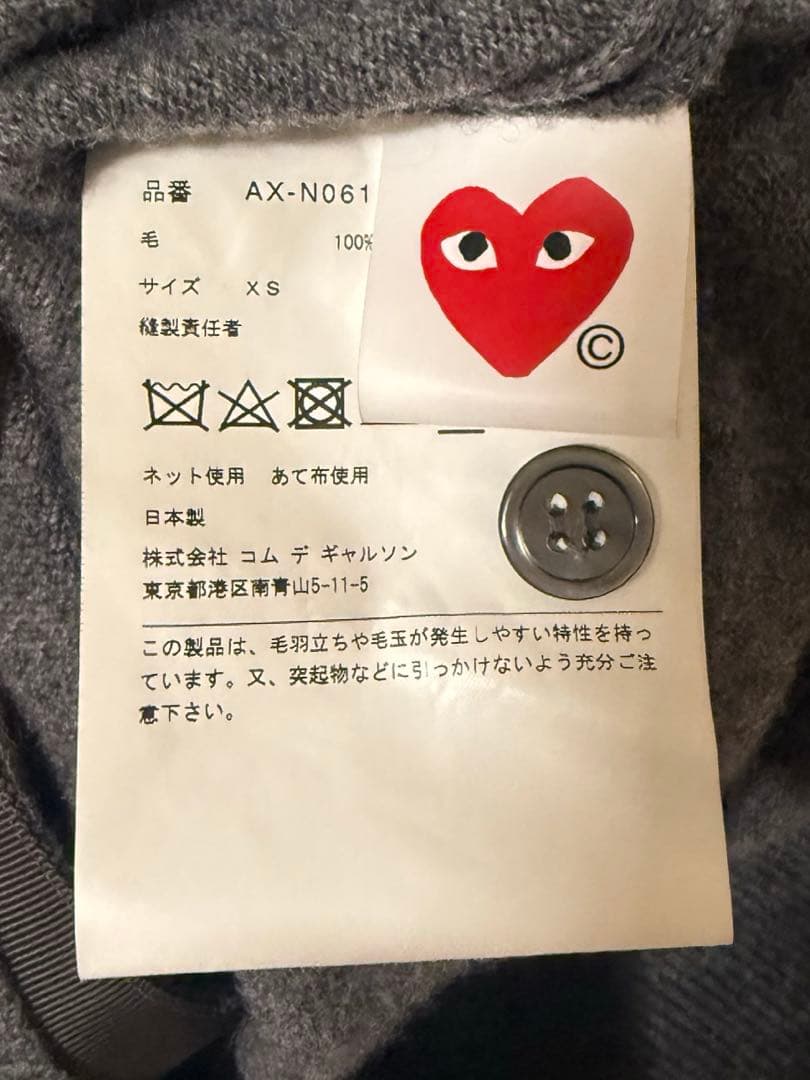 品番 AX-N061
毛 100%
サイズ XS
縫製責任者
©
ネット使用 あて布使用
日本製
株式会社 コム デ ギャルソン
東京都港区南青山5-11-5
この製品は、毛羽立ちや毛玉が発生しやすい特性を持っ
ています。又、突起物などに引っかけないよう充分ご注
意下さい。